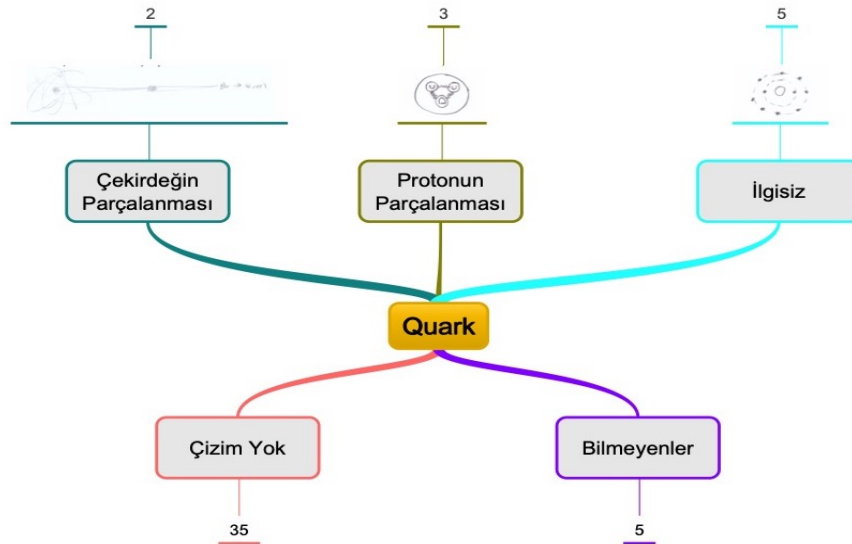 2
3
5
Çekirdeğin
Parçalanması
Protonun
Parçalanması
İlgisiz
Quark
Çizim Yok
Bilmeyenler
35
5